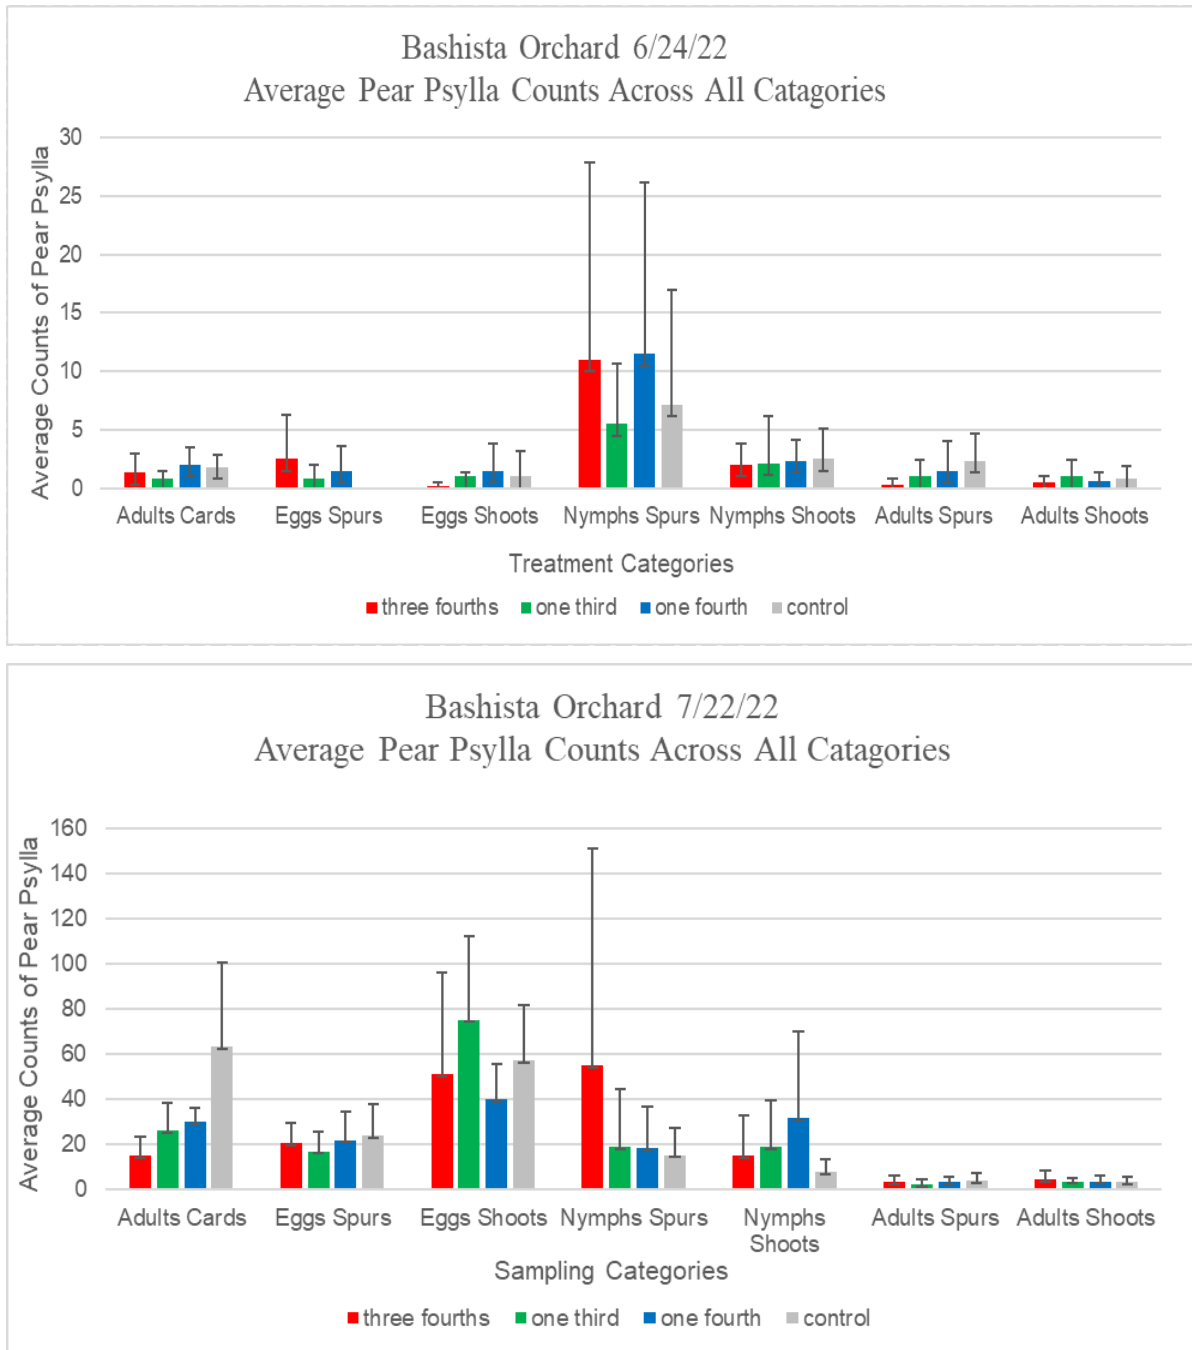 Bashista Orchard 6/24/22
Average Pear Psylla Counts Across All Catagories
Average Counts of Pear Psylla
30
25
20
15
10
5
0
Adults Cards Eggs Spurs Eggs Shoots Nymphs Spurs Nymphs Shoots Adults Spurs Adults Shoots
Treatment Categories
three fourths one third one fourth control
Bashista Orchard 7/22/22
Average Pear Psylla Counts Across All Catagories
Average Counts of Pear Psylla
160
140
120
100
80
60
40
20
0
Adults Cards Eggs Spurs Eggs Shoots Nymphs Spurs Nymphs Adults Spurs Adults Shoots
Shoots
Sampling Categories
three fourths one third one fourth control